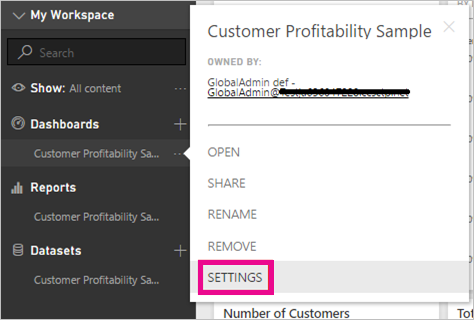 My Workspace
Search
Show: All content
Dashboards
Customer Profitability Sa...
Reports
Customer Profitability Sa...
Datasets
Customer Profitability Sa...
Customer Profitability Sample
OWNED BY:
GlobalAdmin def -
GlobalAdmin@
OPEN
SHARE
RENAME
REMOVE
SETTINGS
Number of Customers
Tot